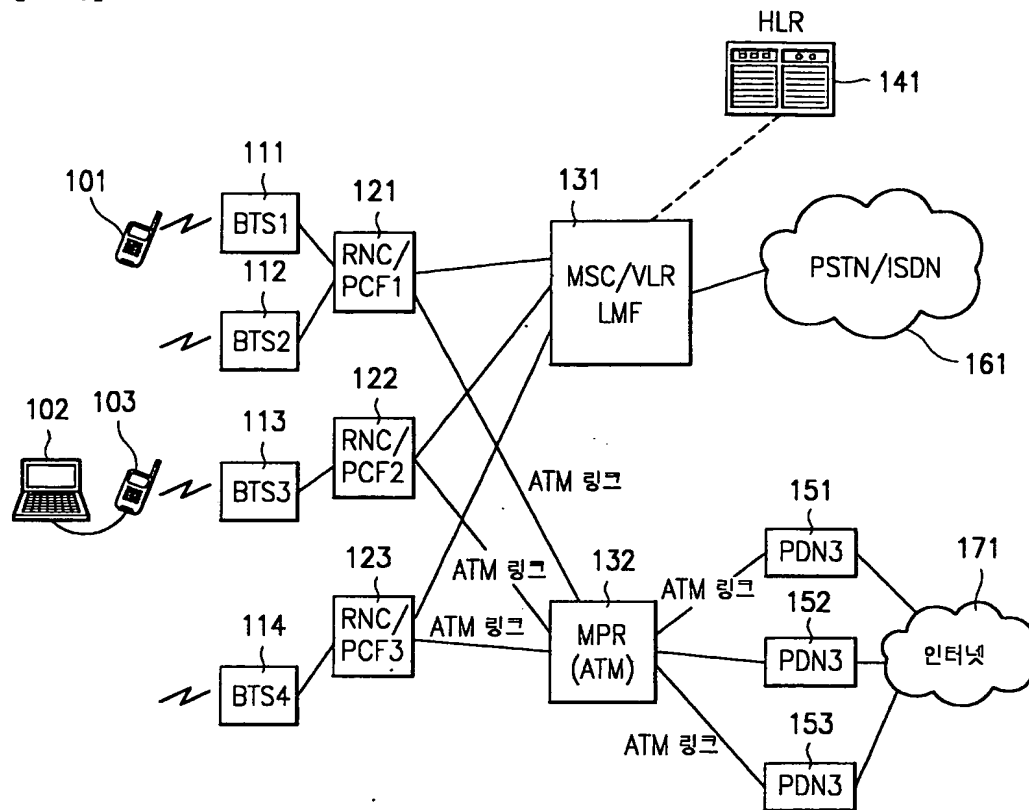 HLR
141
111
101
BTS1
121
RNC/
PCF1
131
MSC/VLR
LMF
PSTN/ISDN
161
112
BTS2
122
RNC/
PCF2
102
103
113
BTS3
ATM 링크
123
RNC/
PCF3
ATM 링크
ATM 링크
132
MPR
(ATM)
ATM 링크
151
PDN3
171
152
PDN3
인터넷
114
BTS4
ATM 링크
153
PDN3